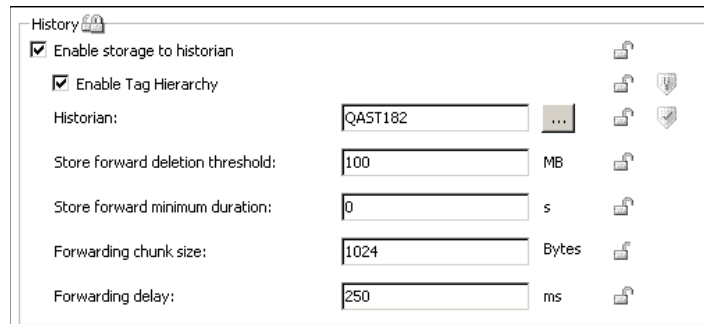 History
Enable storage to historian
Enable Tag Hierarchy
Historian: QAST182 ...
Store forward deletion threshold: 100 MB
Store forward minimum duration: 0 s
Forwarding chunk size: 1024 Bytes
Forwarding delay: 250 ms